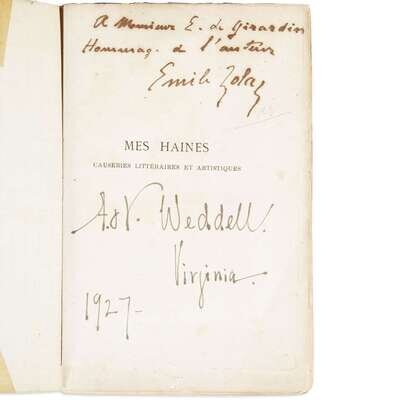 A Monsieur E. de Girardin
Hommage de l'auteur
Emile Zola
MES HAINES
CAUSERIES LITTÉRAIRES ET ARTISTIQUES
A & V. Weddell.
Virginia.
1927-